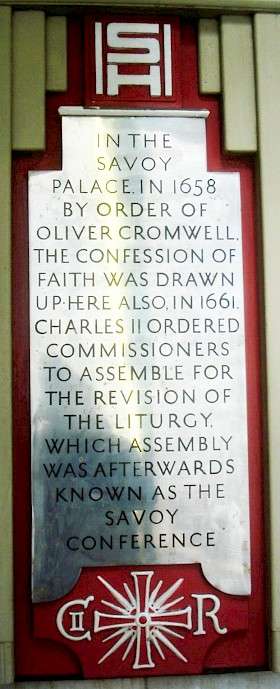 SH
IN THE
SAVOY
PALACE. IN 1658
BY ORDER OF
OLIVER CROMWELL,
THE CONFESSION OF
FAITH WAS DRAWN
UP·HERE ALSO, IN 1661,
CHARLES II ORDERED
COMMISSIONERS
TO ASSEMBLE FOR
THE REVISION OF
THE LITURGY,
WHICH ASSEMBLY
WAS AFTERWARDS
KNOWN AS THE
SAVOY
CONFERENCE
C II R